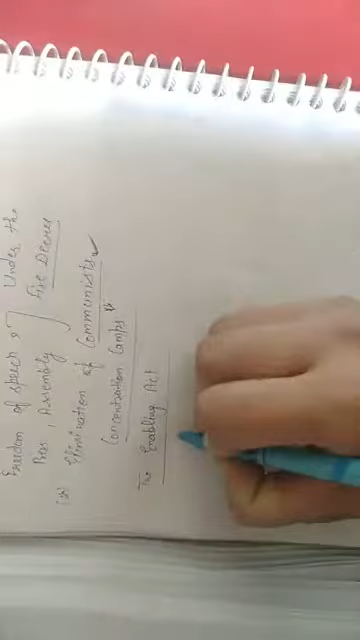 Freedom of speech & } Under the
Press, Assembly } Fire Decree
Elimination of Communists ✓
Concentration Camps
The Enabling Act